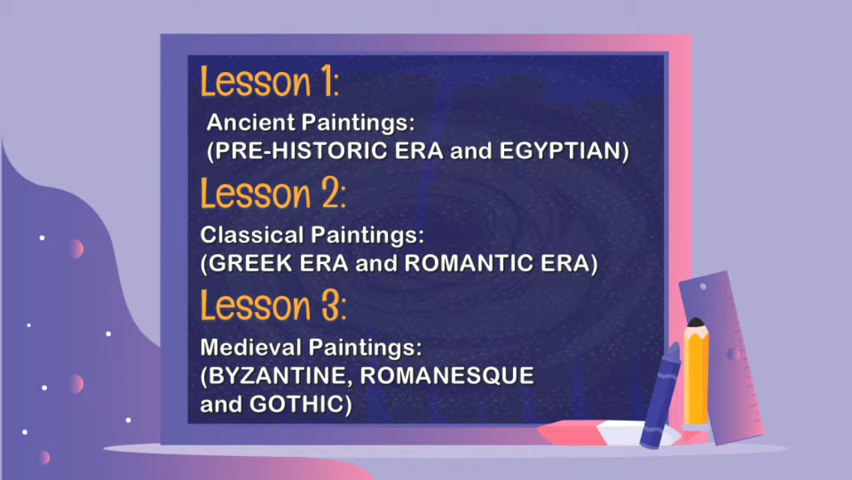 Lesson 1:
Ancient Paintings:
(PRE-HISTORIC ERA and EGYPTIAN)
Lesson 2:
Classical Paintings:
(GREEK ERA and ROMANTIC ERA)
Lesson 3:
Medieval Paintings:
(BYZANTINE, ROMANESQUE
and GOTHIC)